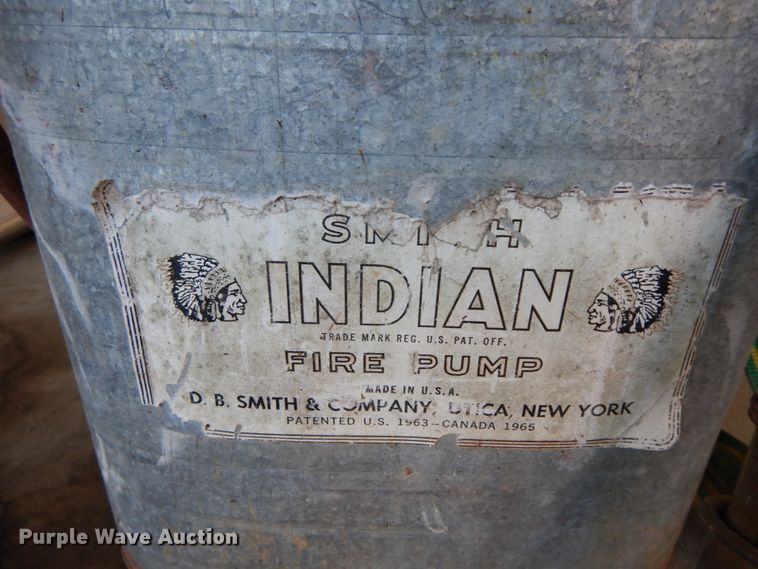 SMITH
INDIAN
TRADE MARK REG. U.S. PAT. OFF.
FIRE PUMP
MADE IN U.S.A.
D. B. SMITH & COMPANY, UTICA, NEW YORK
PATENTED U.S. 1963-CANADA 1965
Purple Wave Auction